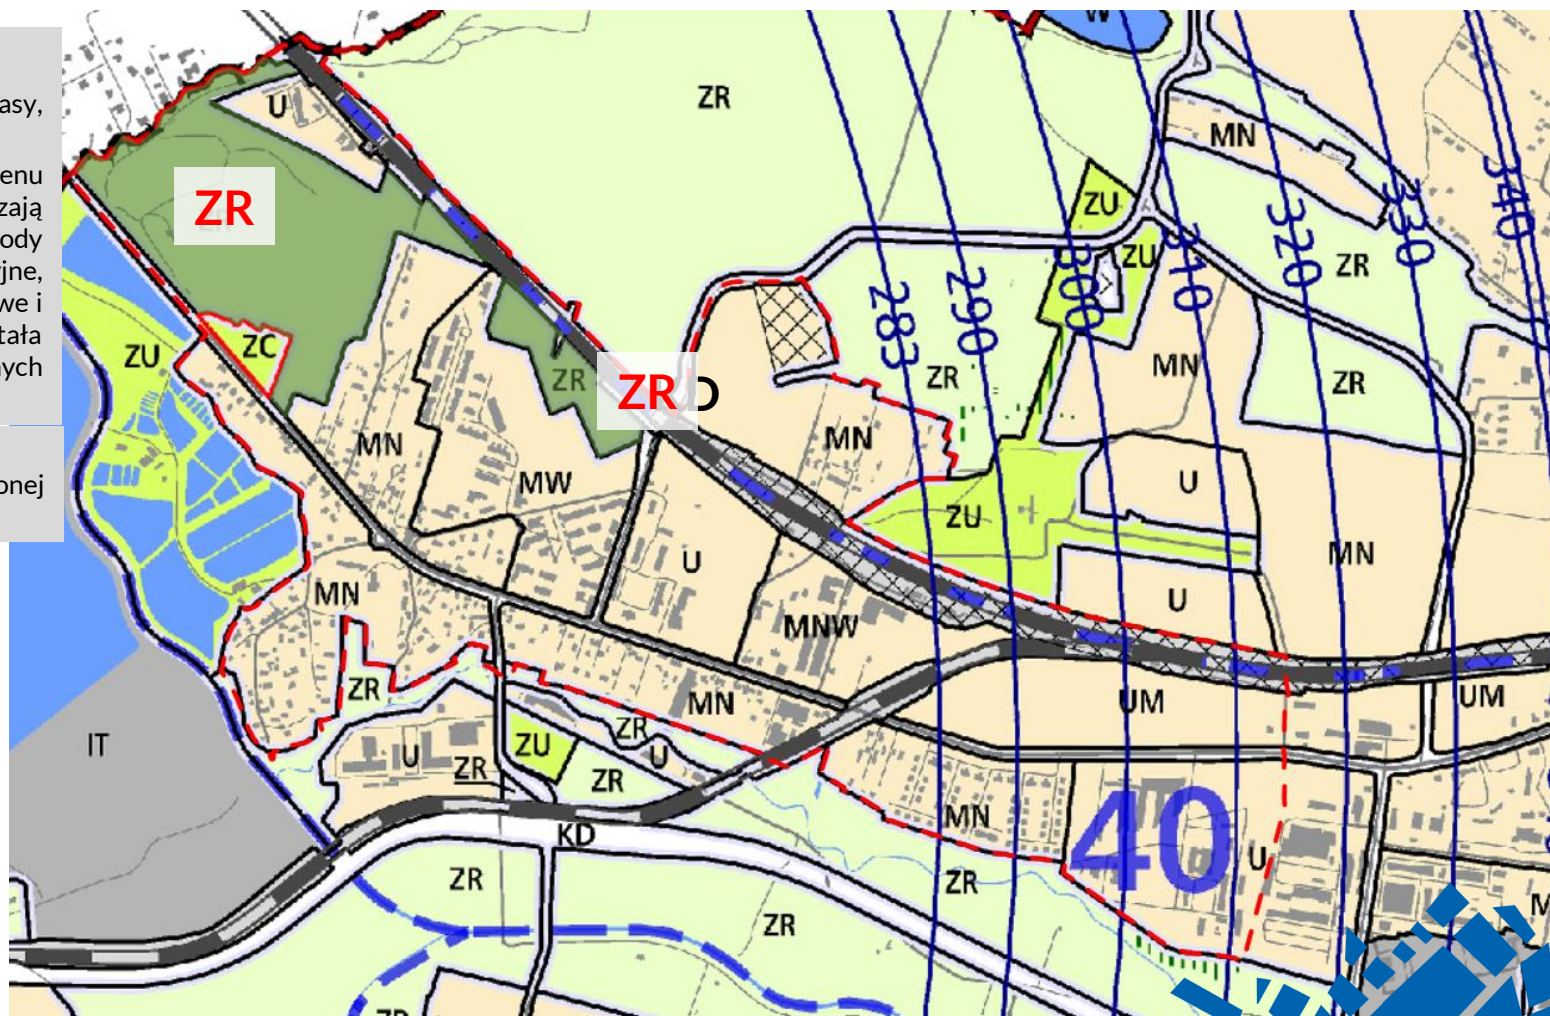 asy,
enu
zają
ody
jne,
we i
tała
ych
onej
W
U
ZR
MN
ZR
ZU
ZU
ZR
283
290
300
310
320
330
340
ZC
ZU
ZR
ZR
D
ZR
MN
ZR
MN
MN
MW
ZU
U
MN
U
MN
U
MNW
ZR
MN
UM
UM
IT
U
ZR
ZU
ZR
U
ZR
MN
40
U
KD
ZR
ZR
ZR
M
ZR